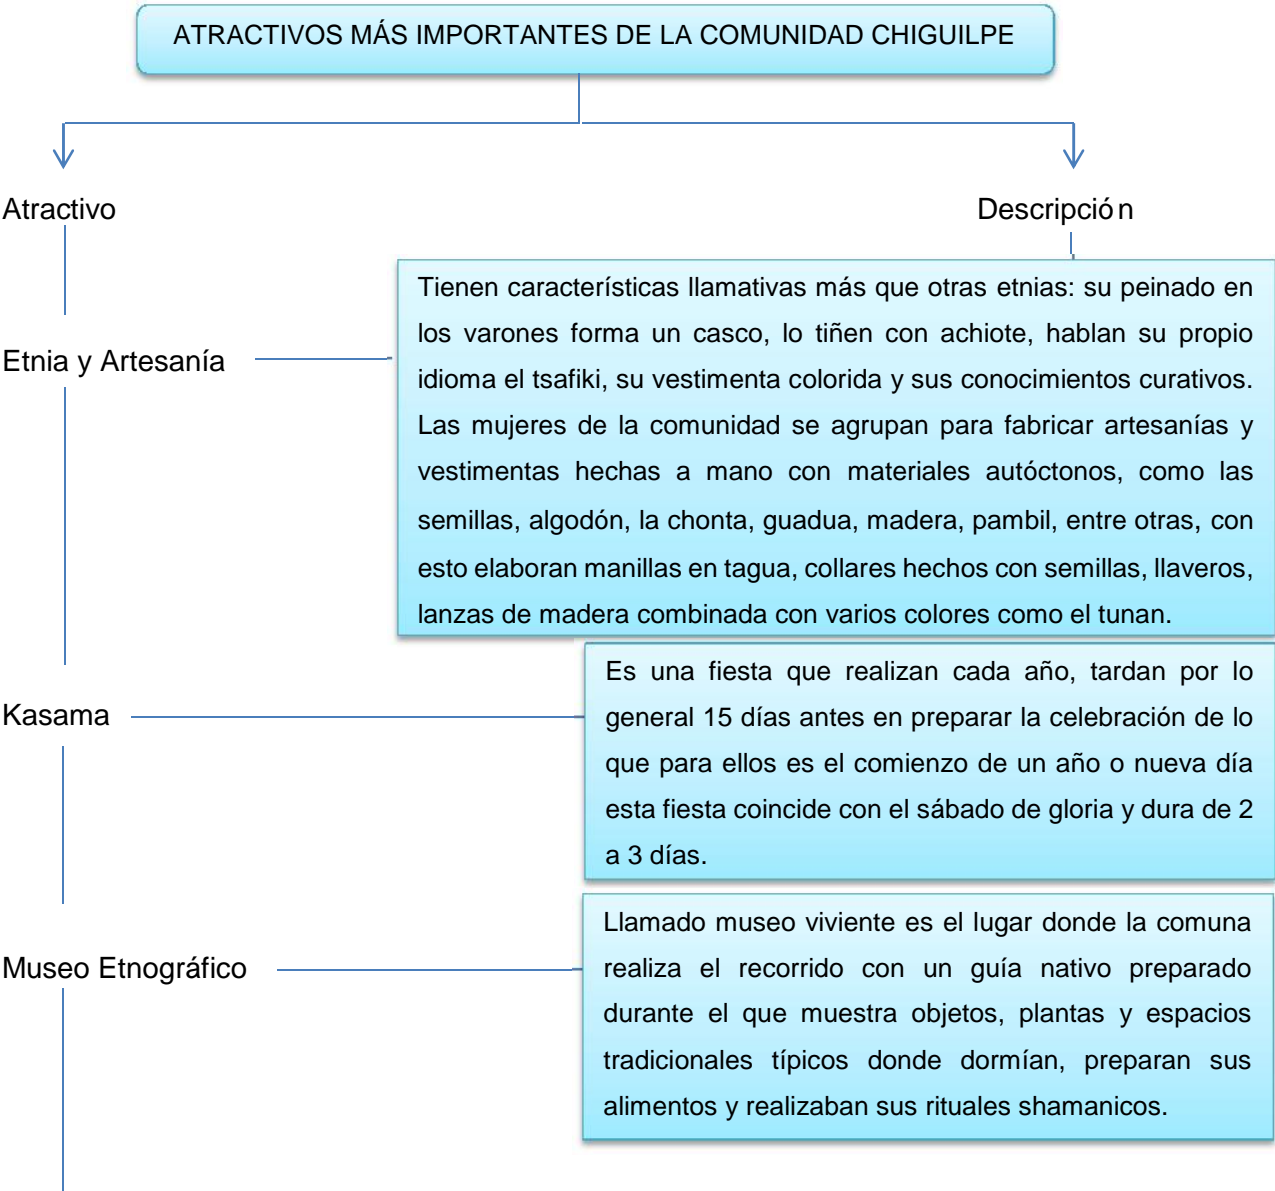 ATRACTIVOS MÁS IMPORTANTES DE LA COMUNIDAD CHIGUILPE
Atractivo
Descripción
Etnia y Artesanía
Tienen características llamativas más que otras etnias: su peinado en
los varones forma un casco, lo tiñen con achiote, hablan su propio
idioma el tsafiki, su vestimenta colorida y sus conocimientos curativos.
Las mujeres de la comunidad se agrupan para fabricar artesanías y
vestimentas hechas a mano con materiales autóctonos, como las
semillas, algodón, la chonta, guadua, madera, pambil, entre otras, con
esto elaboran manillas en tagua, collares hechos con semillas, llaveros,
lanzas de madera combinada con varios colores como el tunan.
Kasama
Es una fiesta que realizan cada año, tardan por lo
general 15 días antes en preparar la celebración de lo
que para ellos es el comienzo de un año o nueva día
esta fiesta coincide con el sábado de gloria y dura de 2
a 3 días.
Museo Etnográfico
Llamado museo viviente es el lugar donde la comuna
realiza el recorrido con un guía nativo preparado
durante el que muestra objetos, plantas y espacios
tradicionales típicos donde dormían, preparan sus
alimentos y realizaban sus rituales shamanicos.